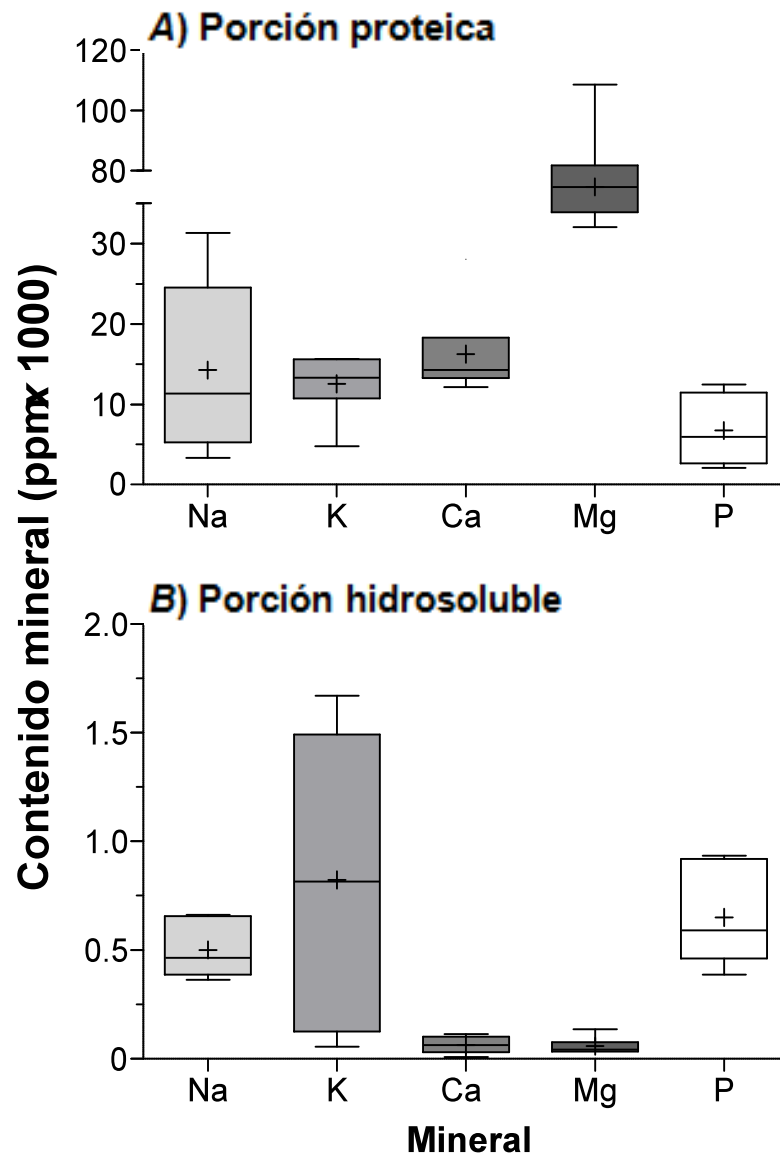 A) Porción proteica
120
100
80
30
20
10
0
Na K Ca Mg P
Contenido mineral (ppmx 1000)
B) Porción hidrosoluble
2.0
1.5
1.0
0.5
0
Na K Ca Mg P
Mineral